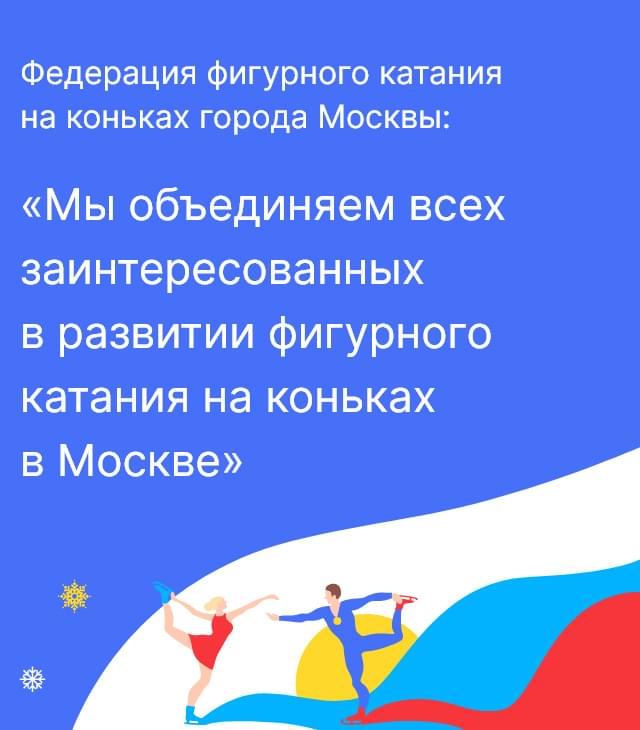 Федерация фигурного катания
на коньках города Москвы:
«Мы объединяем всех
заинтересованных
в развитии фигурного
катания на коньках
в Москве»